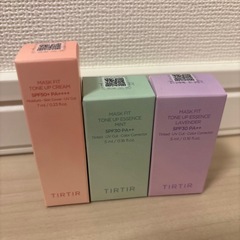 MASK FIT
TONE UP CREAM
SPF50+ PA++++
TIRTIR
MASK FIT
TONE UP ESSENCE
MINT
SPF30 PA++
TIRTIR
MASK FIT
TONE UP ESSENCE
LAVENDER
SPF30 PA++
TIRTIR